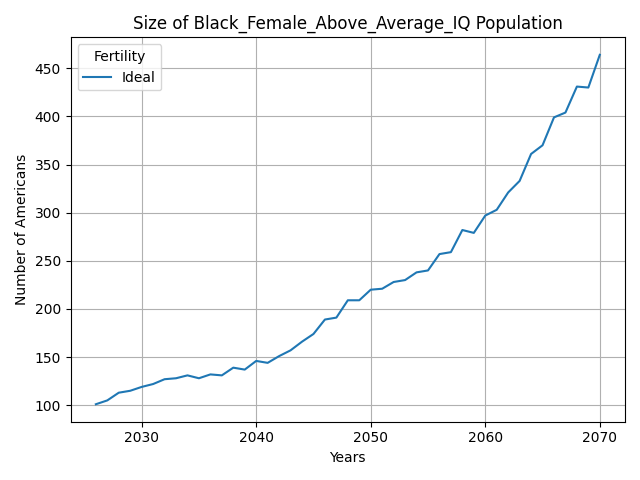 Size of Black_Female_Above_Average_IQ Population
Fertility
Ideal
Number of Americans
450
400
350
300
250
200
150
100
2030 2040 2050 2060 2070
Years